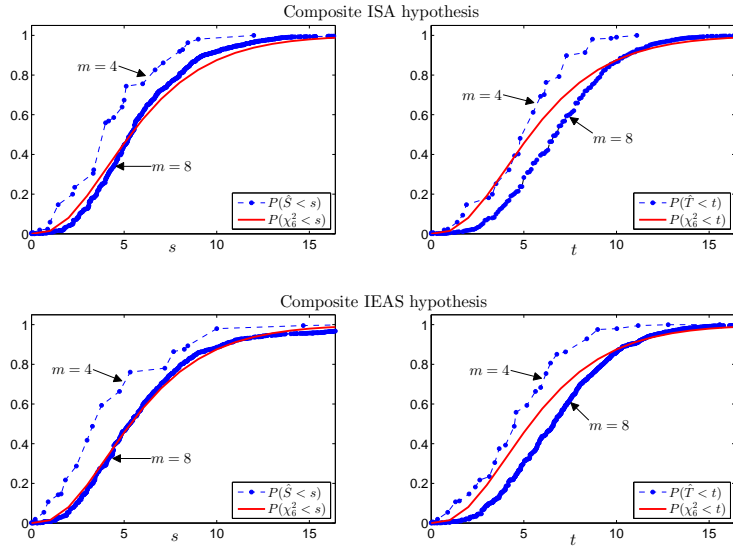 Composite ISA hypothesis
1
0.8
0.6
0.4
0.2
0
0 5 10 15
s
m = 4
m = 8
P(Ŝ < s)
P(χ²₆ < s)
1
0.8
0.6
0.4
0.2
0
0 5 10 15
t
m = 4
m = 8
P(T̂ < t)
P(χ²₆ < t)
Composite IEAS hypothesis
1
0.8
0.6
0.4
0.2
0
0 5 10 15
s
m = 4
m = 8
P(Ŝ < s)
P(χ²₆ < s)
1
0.8
0.6
0.4
0.2
0
0 5 10 15
t
m = 4
m = 8
P(T̂ < t)
P(χ²₆ < t)